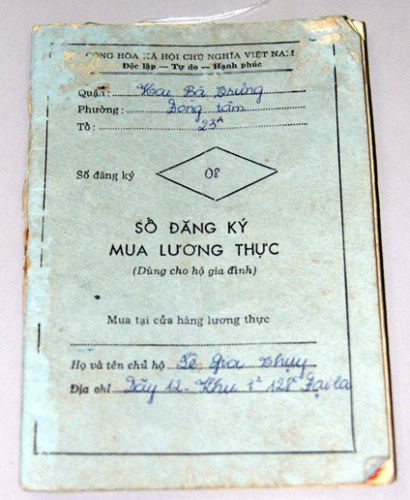 CỘNG HÒA XÃ HỘI CHỦ NGHĨA VIỆT NAM
Độc lập — Tự do — Hạnh phúc
Quận: Hai Bà Trưng
Phường: Đồng tâm
Tổ: 23A
Số đăng ký 08
SỔ ĐĂNG KÝ
MUA LƯƠNG THỰC
(Dùng cho hộ gia đình)
Mua tại cửa hàng lương thực
Họ và tên chủ hộ Lê Gia Thụy
Địa chỉ Dãy 12 - Khu 128 Đại la